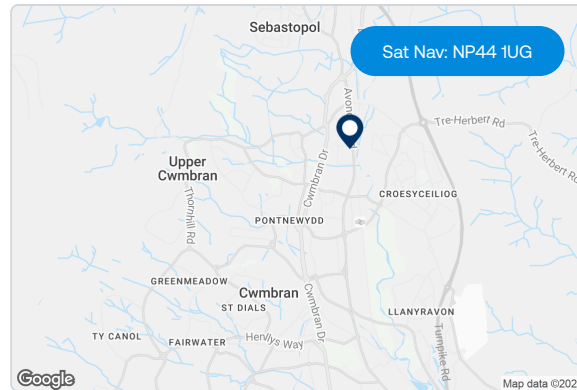 Sebastopol
Sat Nav: NP44 1UG
Tre-Herbert Rd
Tre-Herbert Rd
Cwmbran Dr
Upper
Cwmbran
Thornhill Rd
CROESYCEILIOG
PONTNEWYDD
GREENMEADOW
Cwmbran
ST DIALS
Cwmbran Dr
LLANYRAVON
TY CANOL
FAIRWATER
Henllys Way
Turnpike Rd
Google
Map data ©202